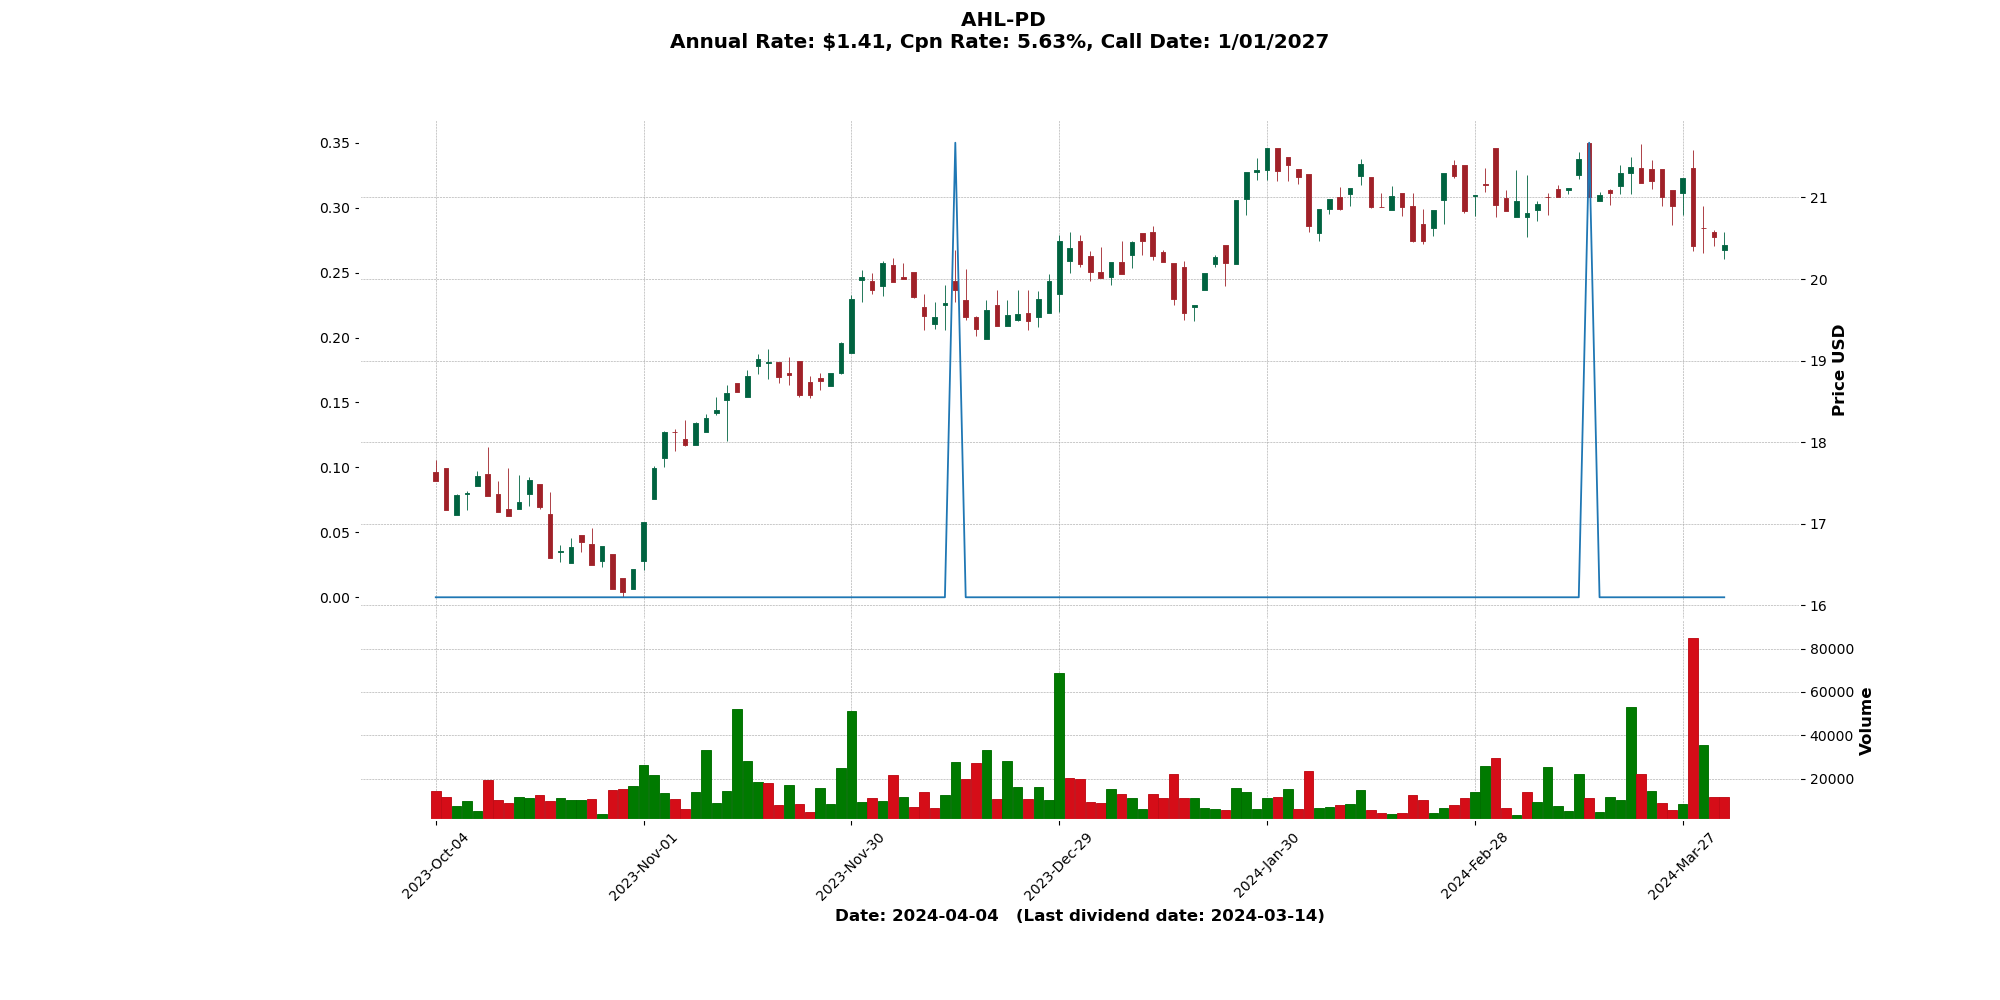 AHL-PD
Annual Rate: $1.41, Cpn Rate: 5.63%, Call Date: 1/01/2027
0.35
0.30
0.25
0.20
0.15
0.10
0.05
0.00
21
20
19
18
17
16
Price USD
80000
60000
40000
20000
Volume
2023-Oct-04
2023-Nov-01
2023-Nov-30
2023-Dec-29
2024-Jan-30
2024-Feb-28
2024-Mar-27
Date: 2024-04-04 (Last dividend date: 2024-03-14)